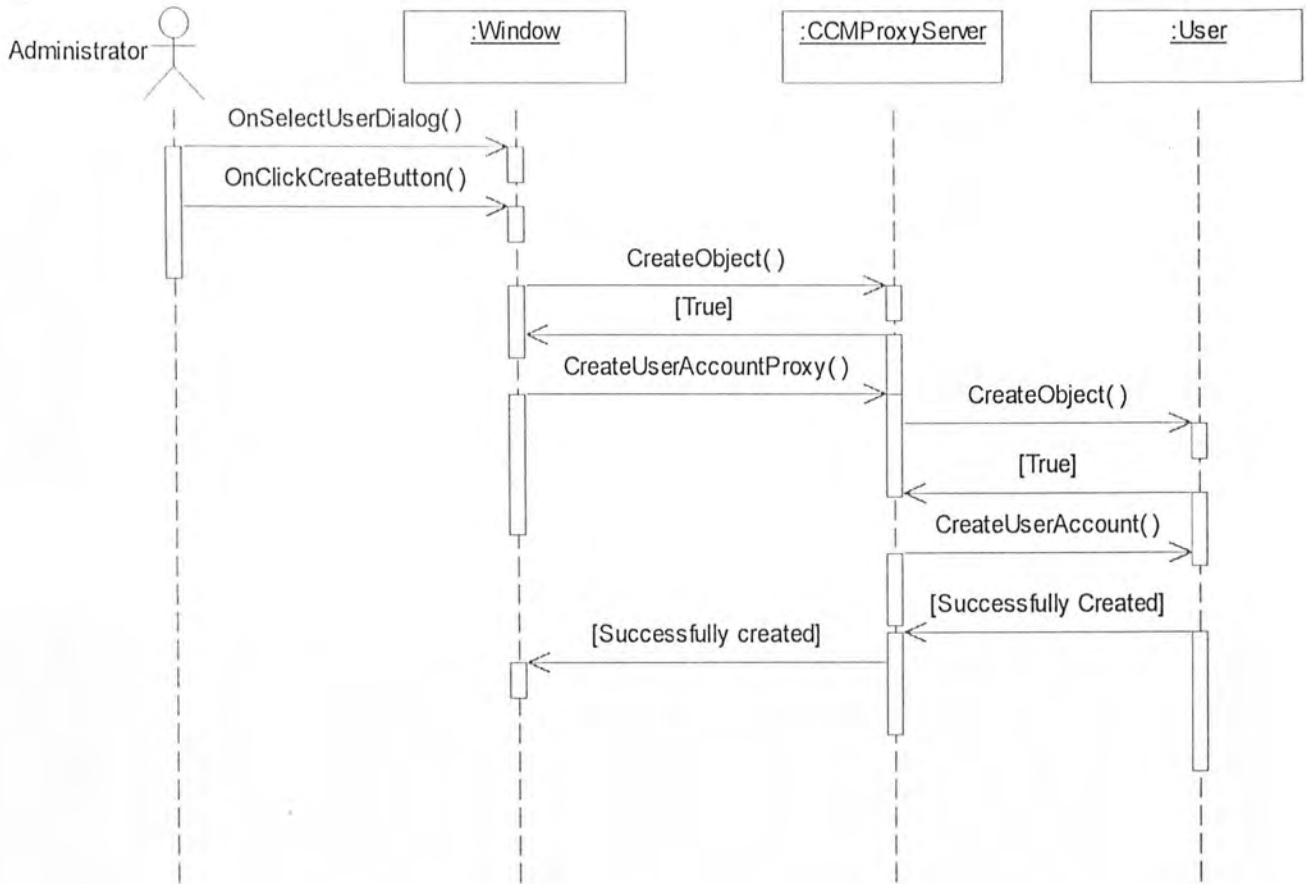 Administrator
:Window
:CCMProxyServer
:User
OnSelectUserDialog( )
OnClickCreateButton( )
CreateObject( )
[True]
CreateUserAccountProxy( )
CreateObject( )
[True]
CreateUserAccount( )
[Successfully Created]
[Successfully created]